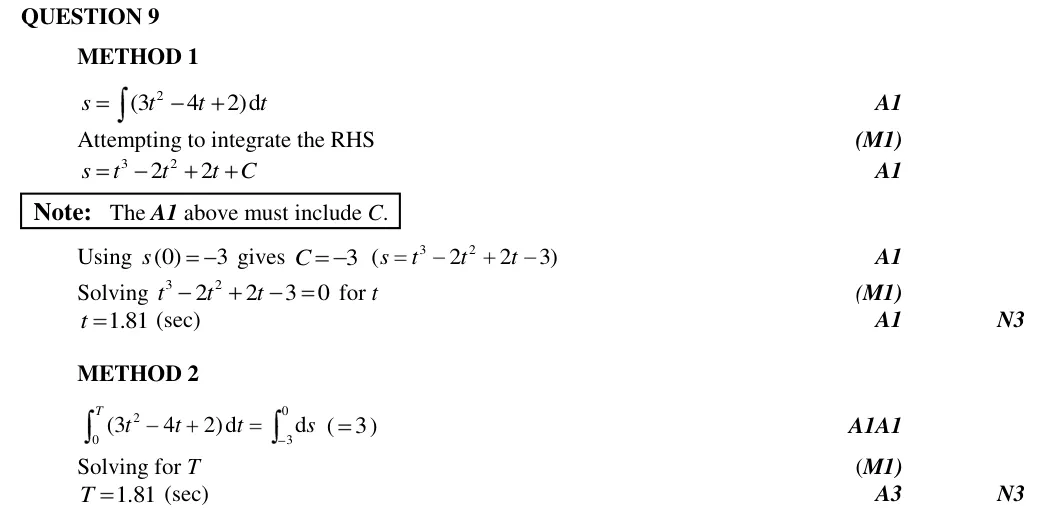 QUESTION 9
METHOD 1
s = ∫(3t² – 4t + 2)dt A1
Attempting to integrate the RHS (M1)
s = t³ – 2t² + 2t + C A1
Note: The A1 above must include C.
Using s(0) = –3 gives C = –3 (s = t³ – 2t² + 2t – 3) A1
Solving t³ – 2t² + 2t – 3 = 0 for t (M1)
t = 1.81 (sec) A1 N3
METHOD 2
∫₀ᵀ (3t² – 4t + 2)dt = ∫₋₃⁰ ds (= 3) A1A1
Solving for T (M1)
T = 1.81 (sec) A3 N3